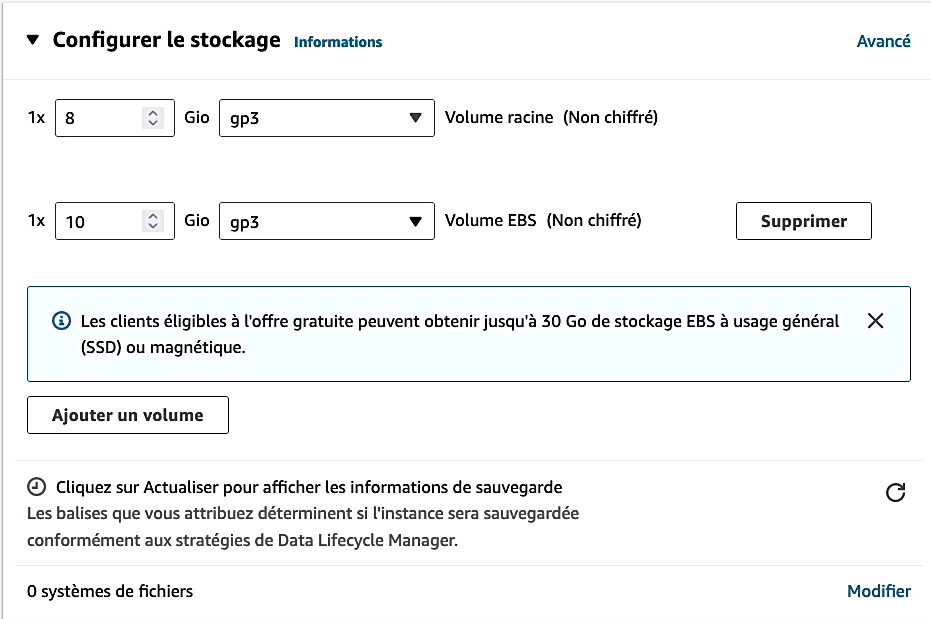 Configurer le stockage Informations Avancé
1x 8 Gio gp3 Volume racine (Non chiffré)
1x 10 Gio gp3 Volume EBS (Non chiffré) Supprimer
Les clients éligibles à l'offre gratuite peuvent obtenir jusqu'à 30 Go de stockage EBS à usage général
(SSD) ou magnétique.
Ajouter un volume
Cliquez sur Actualiser pour afficher les informations de sauvegarde
Les balises que vous attribuez déterminent si l'instance sera sauvegardée
conformément aux stratégies de Data Lifecycle Manager.
0 systèmes de fichiers Modifier